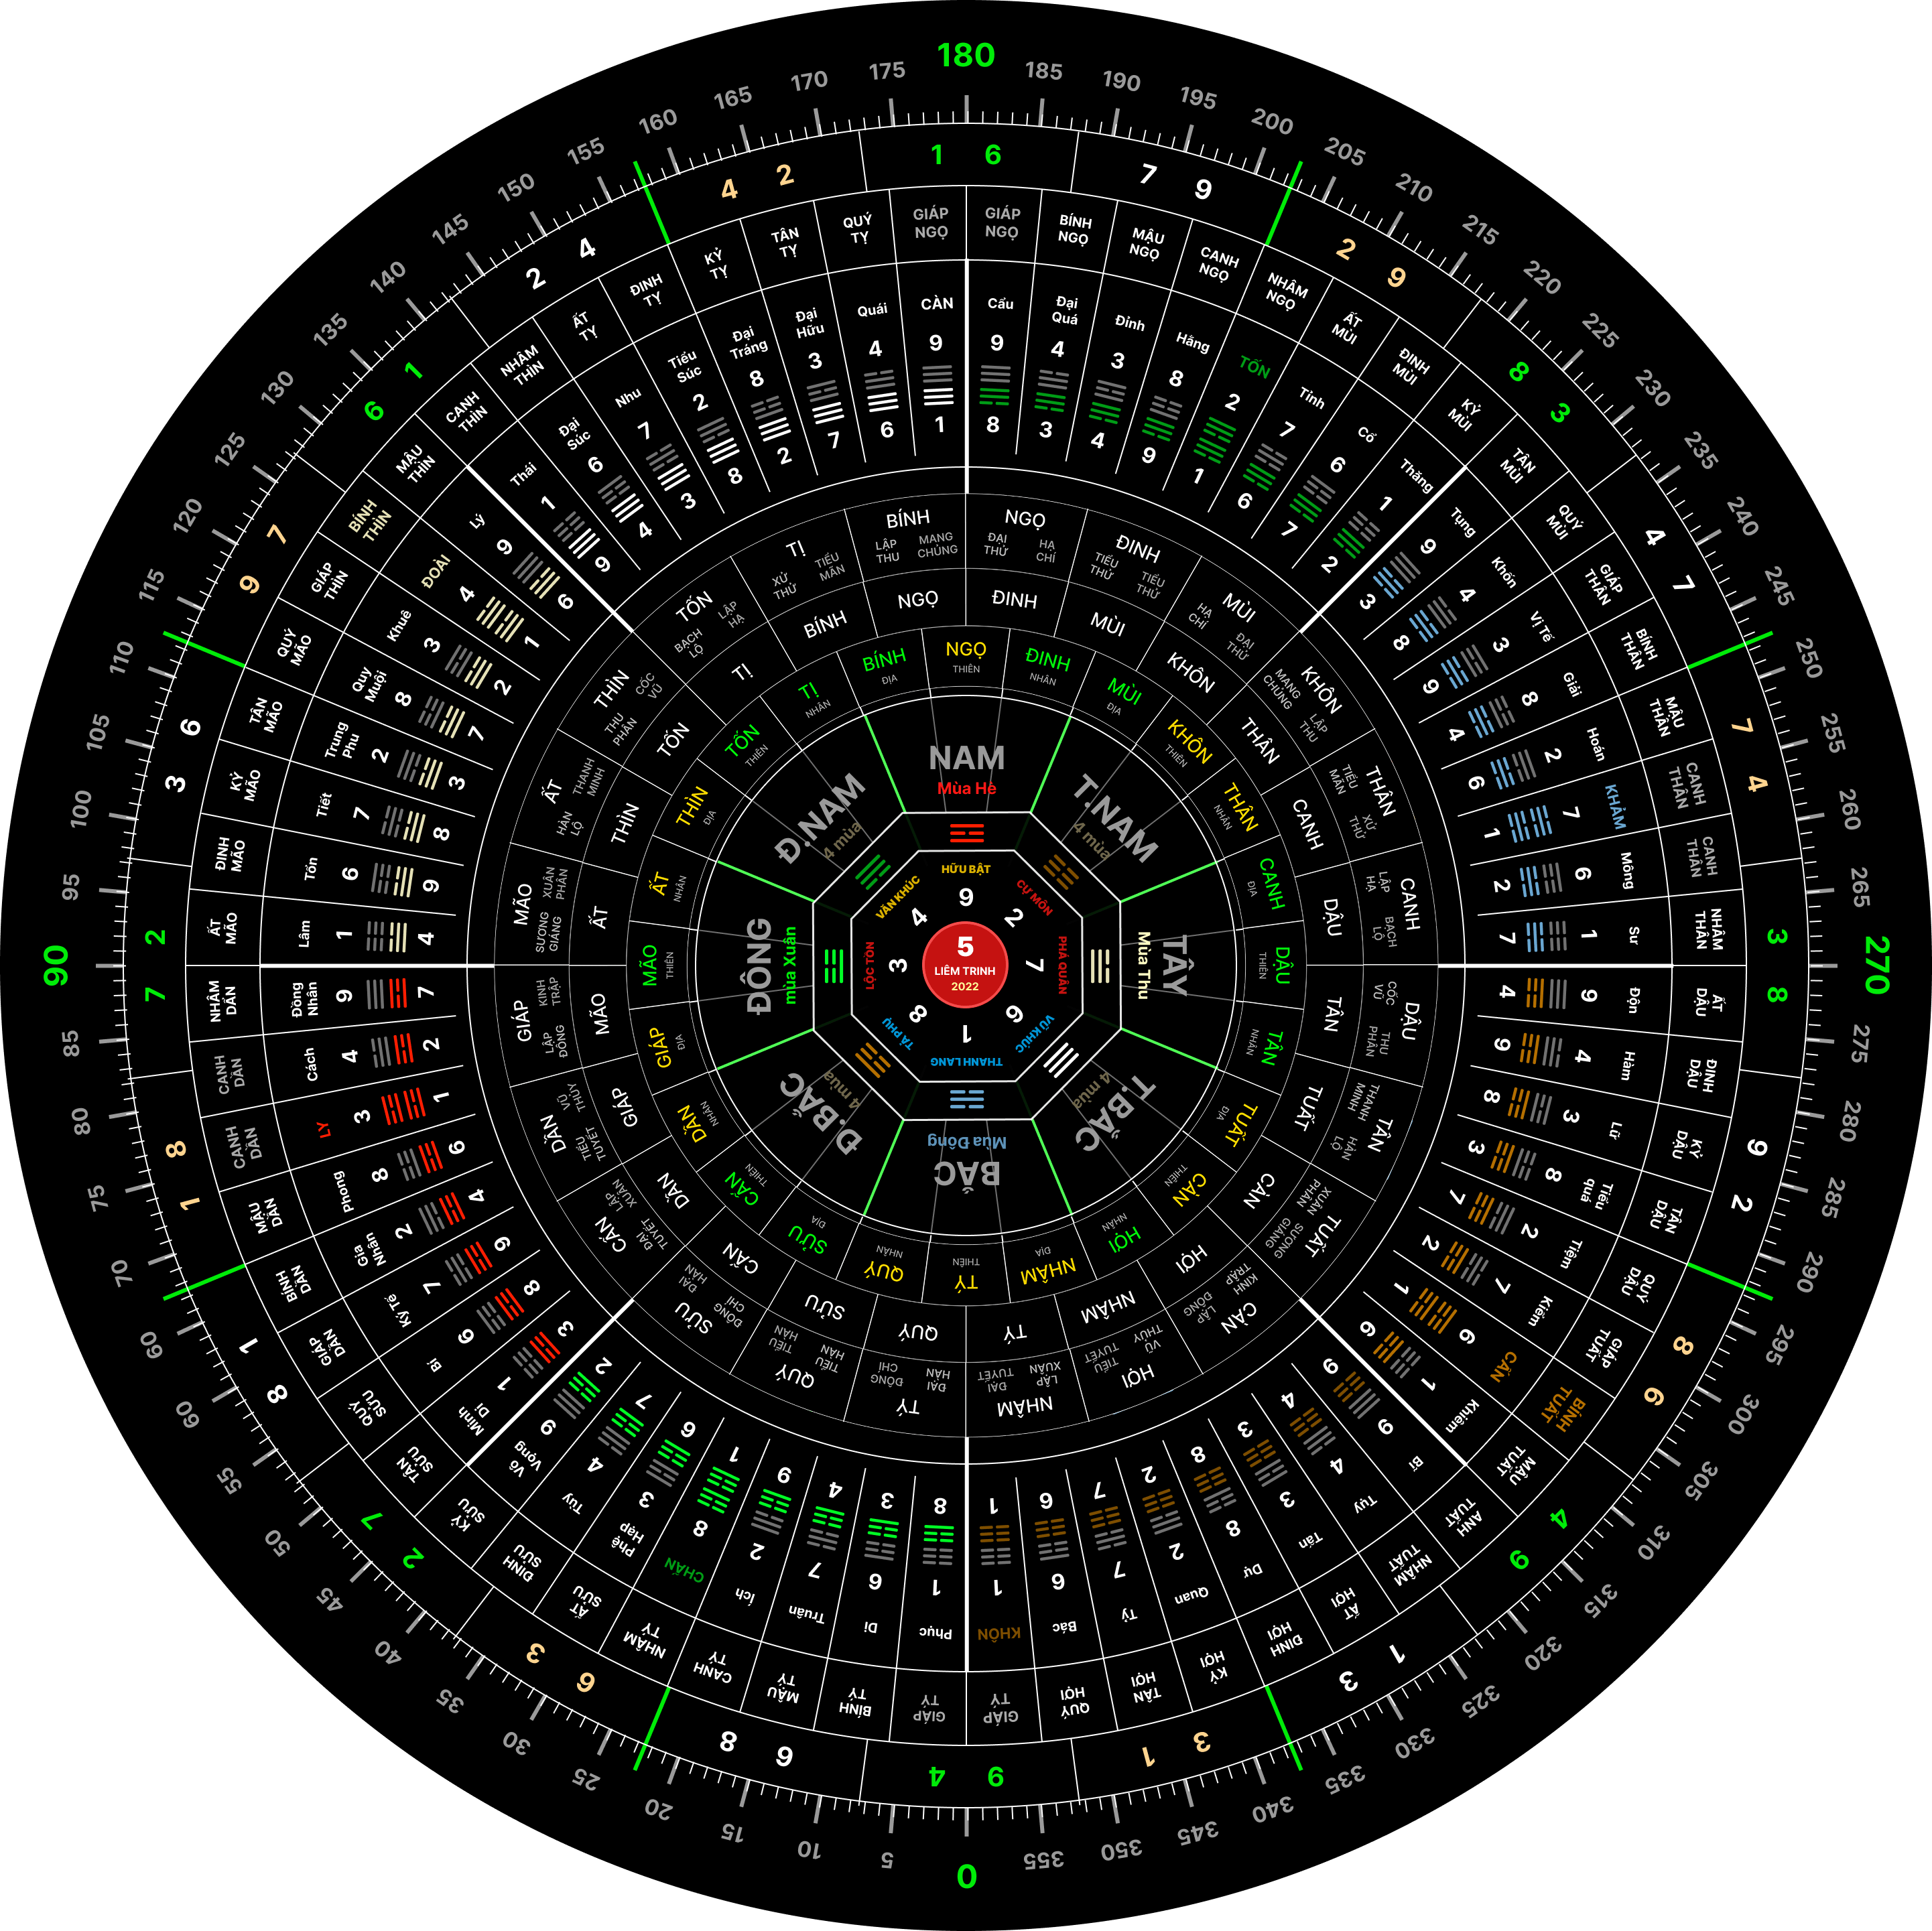 180
185
190
195
200
205
210
215
220
225
230
235
240
245
250
255
260
265
270
275
280
285
290
295
300
305
310
315
320
325
330
335
340
345
350
355
0
5
10
15
20
25
30
35
40
45
50
55
60
60
70
75
80
85
90
95
100
105
110
115
120
125
130
135
140
145
150
155
160
165
170
175
1 6
7 9
2 9
8 3
4 7
7 4
3 8
9 2
8 6
4 9
1 3
3 1
9 4
6 8
6 3
2 7
8 1
1 8
7 2
3 6
9 7
6 1
2 4
4 2
GIÁP NGỌ
BÍNH NGỌ
MẬU NGỌ
CANH NGỌ
NHÂM NGỌ
ẤT MÙI
ĐINH MÙI
KỶ MÙI
TÂN MÙI
QUÝ MÙI
GIÁP THÂN
BÍNH THÂN
MẬU THÂN
CANH THÂN
CANH THÂN
NHÂM THÂN
ẤT DẬU
ĐINH DẬU
KỶ DẬU
TÂN DẬU
QUÝ DẬU
GIÁP TUẤT
BÍNH TUẤT
MẬU TUẤT
ANH TUẤT
NHÂM TUẤT
ẤT HỢI
ĐINH HỢI
KỶ HỢI
TÂN HỢI
QUÝ HỢI
GIÁP TÝ
GIÁP TÝ
BÍNH TÝ
MẬU TÝ
CANH TÝ
NHÂM TÝ
ẤT SỬU
ĐINH SỬU
KỶ SỬU
TÂN SỬU
QUÝ SỬU
GIÁP DẦN
BÍNH DẦN
MẬU DẦN
CANH DẦN
CANH DẦN
NHÂM DẦN
ẤT MÃO
ĐINH MÃO
KỶ MÃO
TÂN MÃO
QUÝ MÃO
GIÁP THÌN
BÍNH THÌN
MẬU THÌN
CANH THÌN
NHÂM THÌN
ẤT TỴ
ĐINH TỴ
KỶ TỴ
TÂN TỴ
QUÝ TỴ
GIÁP NGỌ
Cấu 9 8
Đại Quá 4 3
Đỉnh 3 4
Hằng 8 9
TỐN 2 1
Tỉnh 7 6
Cổ 6 7
Thăng 1 2
Tụng 9 3
Khốn 4 8
Vị Tế 3 9
Giải 8 4
Hoán 2 6
KHẢM 7 1
Mông 6 2
Sư 1 7
Độn 9 4
Hàm 4 9
Lữ 3 8
Tiểu quá 8 3
Tiệm 2 7
Kiểm 7 2
CẤN 6 1
Khiêm 1 6
Bĩ 9 9
Tụy 4 4
Tấn 3 3
Dự 8 8
Quan 2 2
Tỷ 7 7
Bác 6 6
KHÔN 1 1
Phục 1 8
Di 6 3
Truân 7 4
Ích 2 9
CHẤN 8 1
Phệ Hạp 3 6
Tuỳ 4 7
Vô Vọng 9 2
Di Minh 1 3
Bí 6 8
Ký Tế 7 9
Gia Nhân 2 4
Phong 8 6
LY 3 1
Cách 4 2
Đồng Nhân 9 7
Lâm 1 4
Tổn 6 9
Tiết 7 8
Trung Phu 2 3
Quy Muội 8 7
Khuê 3 2
ĐOÀI 4 1
Lý 9 6
Thái 1 9
Đại Súc 6 4
Nhu 7 3
Tiểu Súc 2 8
Đại Tráng 8 2
Đại Hữu 3 7
Quải 4 6
CÀN 9 1
NGỌ ĐẠI THỬ HẠ CHÍ
ĐINH TIỂU THỬ TIỂU THỬ
MÙI HẠ CHÍ ĐẠI THỬ
KHÔN MANG CHỦNG LẬP THU
THÂN TIỂU MÃN XỬ THỬ
CANH LẬP HẠ BẠCH LỘ
DẬU CỐC VŨ THU PHÂN
TÂN THANH MINH HÀN LỘ
TUẤT XUÂN PHÂN SƯƠNG GIÁNG
CÀN KINH TRẬP LẬP ĐÔNG
HỢI VŨ THỦY TIỂU TUYẾT
NHÂM LẬP XUÂN ĐẠI TUYẾT
TÝ ĐẠI HÀN ĐÔNG CHÍ
QUÝ TIỂU HÀN TIỂU HÀN
SỬU ĐÔNG CHÍ ĐẠI HÀN
CẤN ĐẠI TUYẾT LẬP XUÂN
DẦN TIỂU TUYẾT VŨ THỦY
GIÁP LẬP ĐÔNG KINH TRẬP
MÃO SƯƠNG GIÁNG XUÂN PHÂN
ẤT HÀN LỘ THANH MINH
THÌN THU PHÂN CỐC VŨ
TỐN BẠCH LỘ LẬP HẠ
TỊ XỬ THỬ TIỂU MÃN
BÍNH LẬP THU MANG CHỦNG
ĐINH
MÙI
KHÔN
THÂN
CANH
DẬU
TÂN
TUẤT
CÀN
HỢI
NHÂM
TÝ
QUÝ
SỬU
CẤN
DẦN
GIÁP
MÃO
ẤT
THÌN
TỐN
TỊ
BÍNH
NGỌ
NGỌ THIÊN
ĐINH NHÂN
MÙI ĐỊA
KHÔN THIÊN
THÂN NHÂN
CANH ĐỊA
DẬU THIÊN
TÂN NHÂN
TUẤT ĐỊA
CÀN THIÊN
HỢI NHÂN
NHÂM ĐỊA
TÝ THIÊN
QUÝ NHÂN
SỬU ĐỊA
CẤN THIÊN
DẦN NHÂN
GIÁP ĐỊA
MÃO THIÊN
ẤT NHÂN
THÌN ĐỊA
TỐN THIÊN
TỊ NHÂN
BÍNH ĐỊA
NAM
Mùa Hè
T.NAM
4 mùa
TÂY
Mùa Thu
T.BẮC
4 mùa
BẮC
Mùa Đông
Đ.BẮC
4 mùa
ĐÔNG
mùa Xuân
Đ.NAM
4 mùa
HỮU BẬT
9
CỰ MÔN
2
PHÁ QUÂN
7
VŨ KHÚC
6
THAMH LANG
1
TẢ PHỤ
8
LỘC TỒN
3
VĂN KHÚC
4
5
LIÊM TRINH
2022